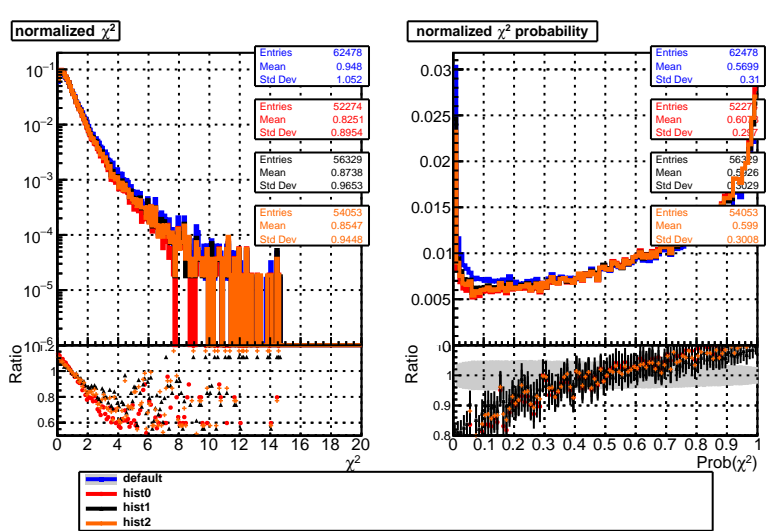 normalized χ²
Entries 62478
Mean 0.948
Std Dev 1.052
Entries 52274
Mean 0.8251
Std Dev 0.8954
Entries 56329
Mean 0.8738
Std Dev 0.9653
Entries 54053
Mean 0.8547
Std Dev 0.9448
10⁻¹
10⁻²
10⁻³
10⁻⁴
10⁻⁵
Ratio
1
0.8
0.6
0 2 4 6 8 10 12 14 16 18 20
χ²
normalized χ² probability
Entries 62478
Mean 0.5699
Std Dev 0.31
Entries
Mean
Std Dev
Entries 56329
Mean
Std Dev 0.3029
Entries 54053
Mean 0.599
Std Dev 0.3008
0.03
0.025
0.02
0.015
0.01
0.005
Ratio
1
0.9
0.8
0 0.1 0.2 0.3 0.4 0.5 0.6 0.7 0.8 0.9 1
Prob(χ²)
default
hist0
hist1
hist2